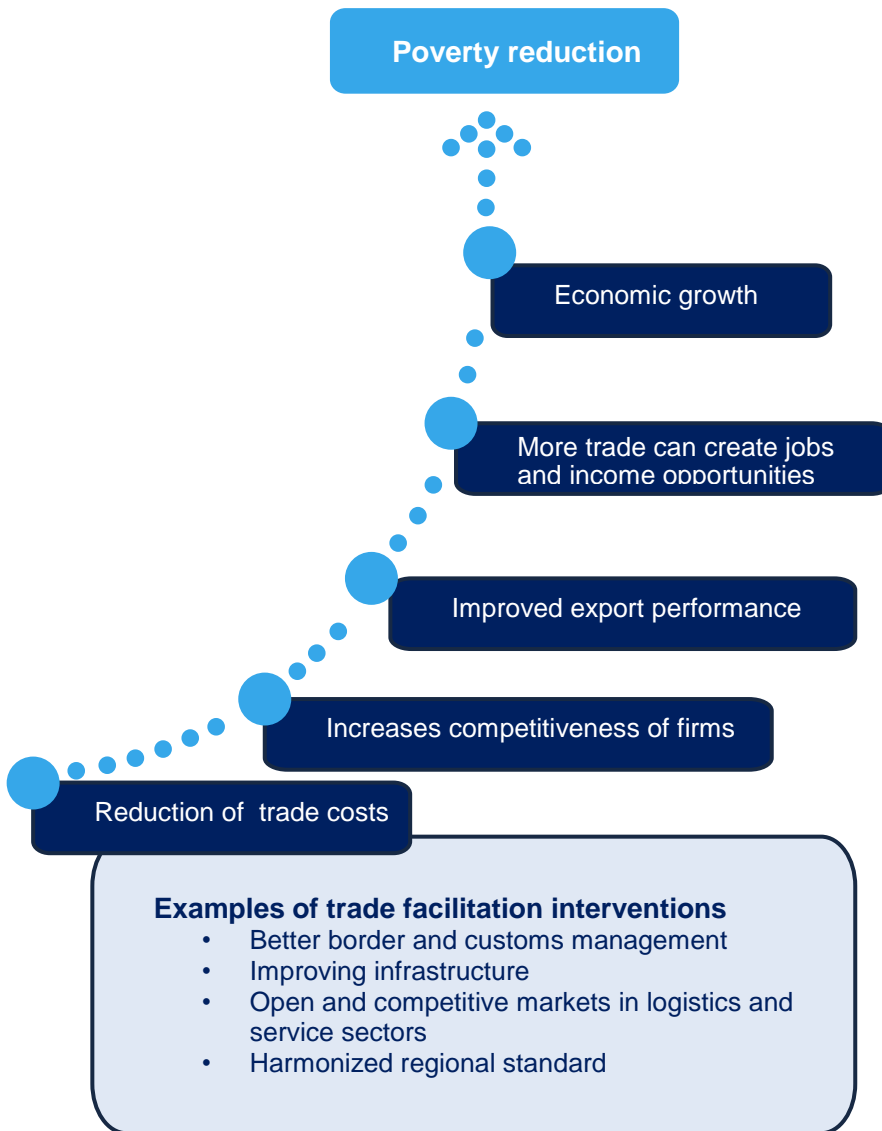 Poverty reduction
Economic growth
More trade can create jobs
and income opportunities
Improved export performance
Increases competitiveness of firms
Reduction of  trade costs
Examples of trade facilitation interventions
• Better border and customs management
• Improving infrastructure
• Open and competitive markets in logistics and
service sectors
• Harmonized regional standard